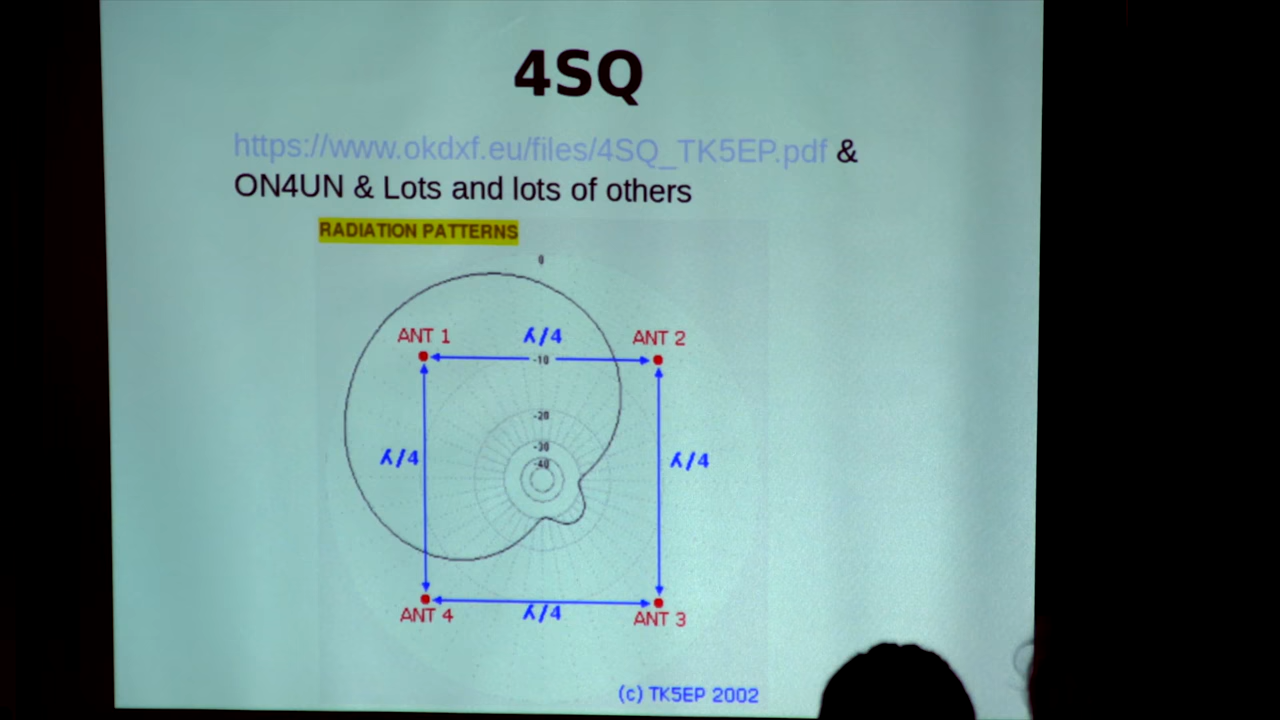 4SQ
https://www.okdxf.eu/files/4SQ_TK5EP.pdf &
ON4UN & Lots and lots of others
RADIATION PATTERNS
0
ANT 1
λ/4
ANT 2
-10
-20
-30
-40
λ/4
λ/4
ANT 4
λ/4
ANT 3
(c) TK5EP 2002